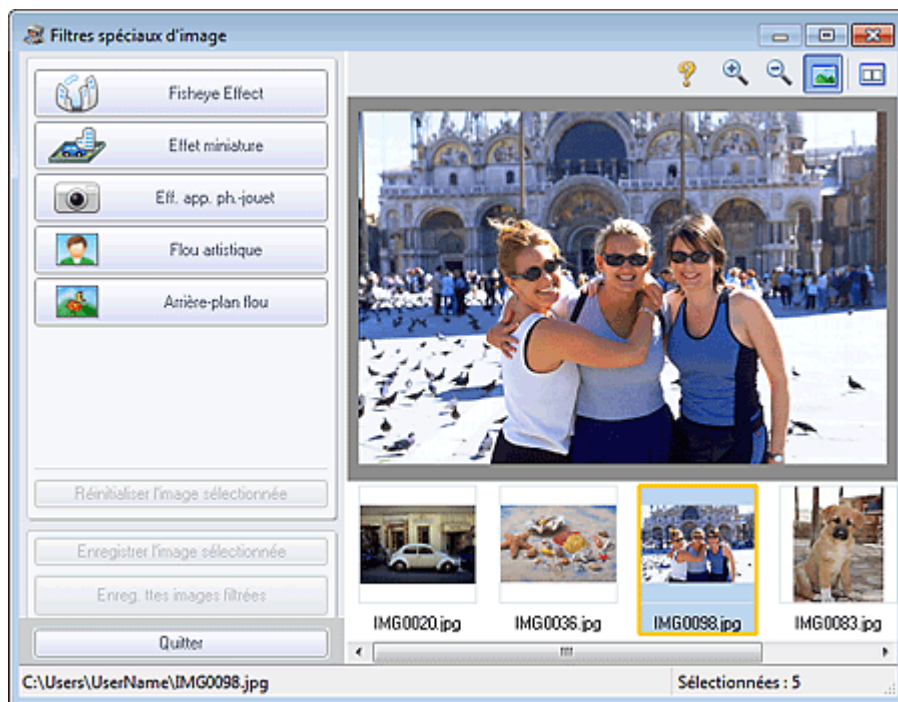 Filtres spéciaux d'image
Fisheye Effect
Effet miniature
Eff. app. ph.-jouet
Flou artistique
Arrière-plan flou
Réinitialiser l'image sélectionnée
Enregistrer l'image sélectionnée
Enreg. ttes images filtrées
Quitter
IMG0020.jpg
IMG0036.jpg
IMG0098.jpg
IMG0083.jpg
C:\Users\UserName\IMG0098.jpg
Sélectionnées : 5